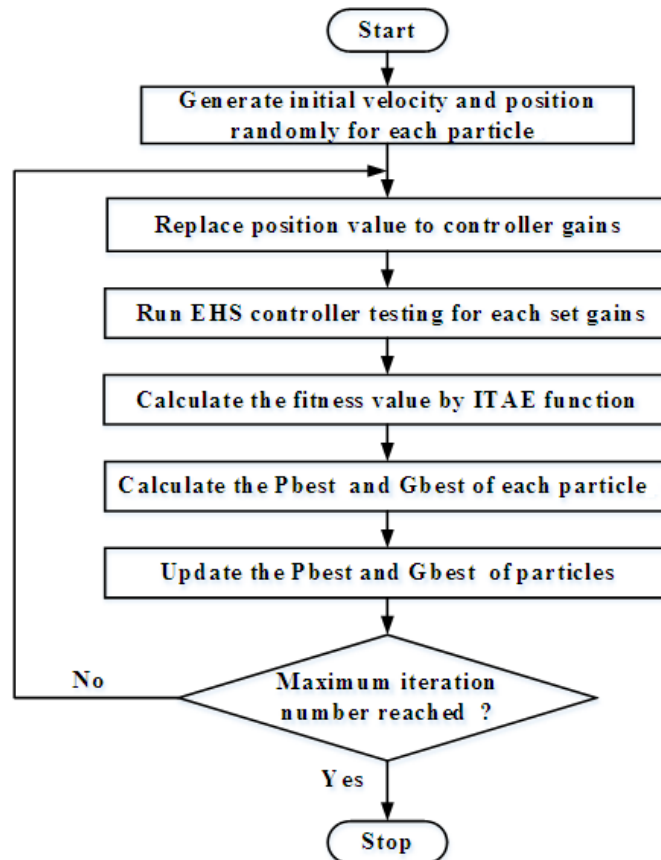 Start
Generate initial velocity and position
randomly for each particle
Replace position value to controller gains
Run EHS controller testing for each set gains
Calculate the fitness value by ITAE function
Calculate the Pbest and Gbest of each particle
Update the Pbest and Gbest of particles
No
Maximum iteration
number reached ?
Yes
Stop